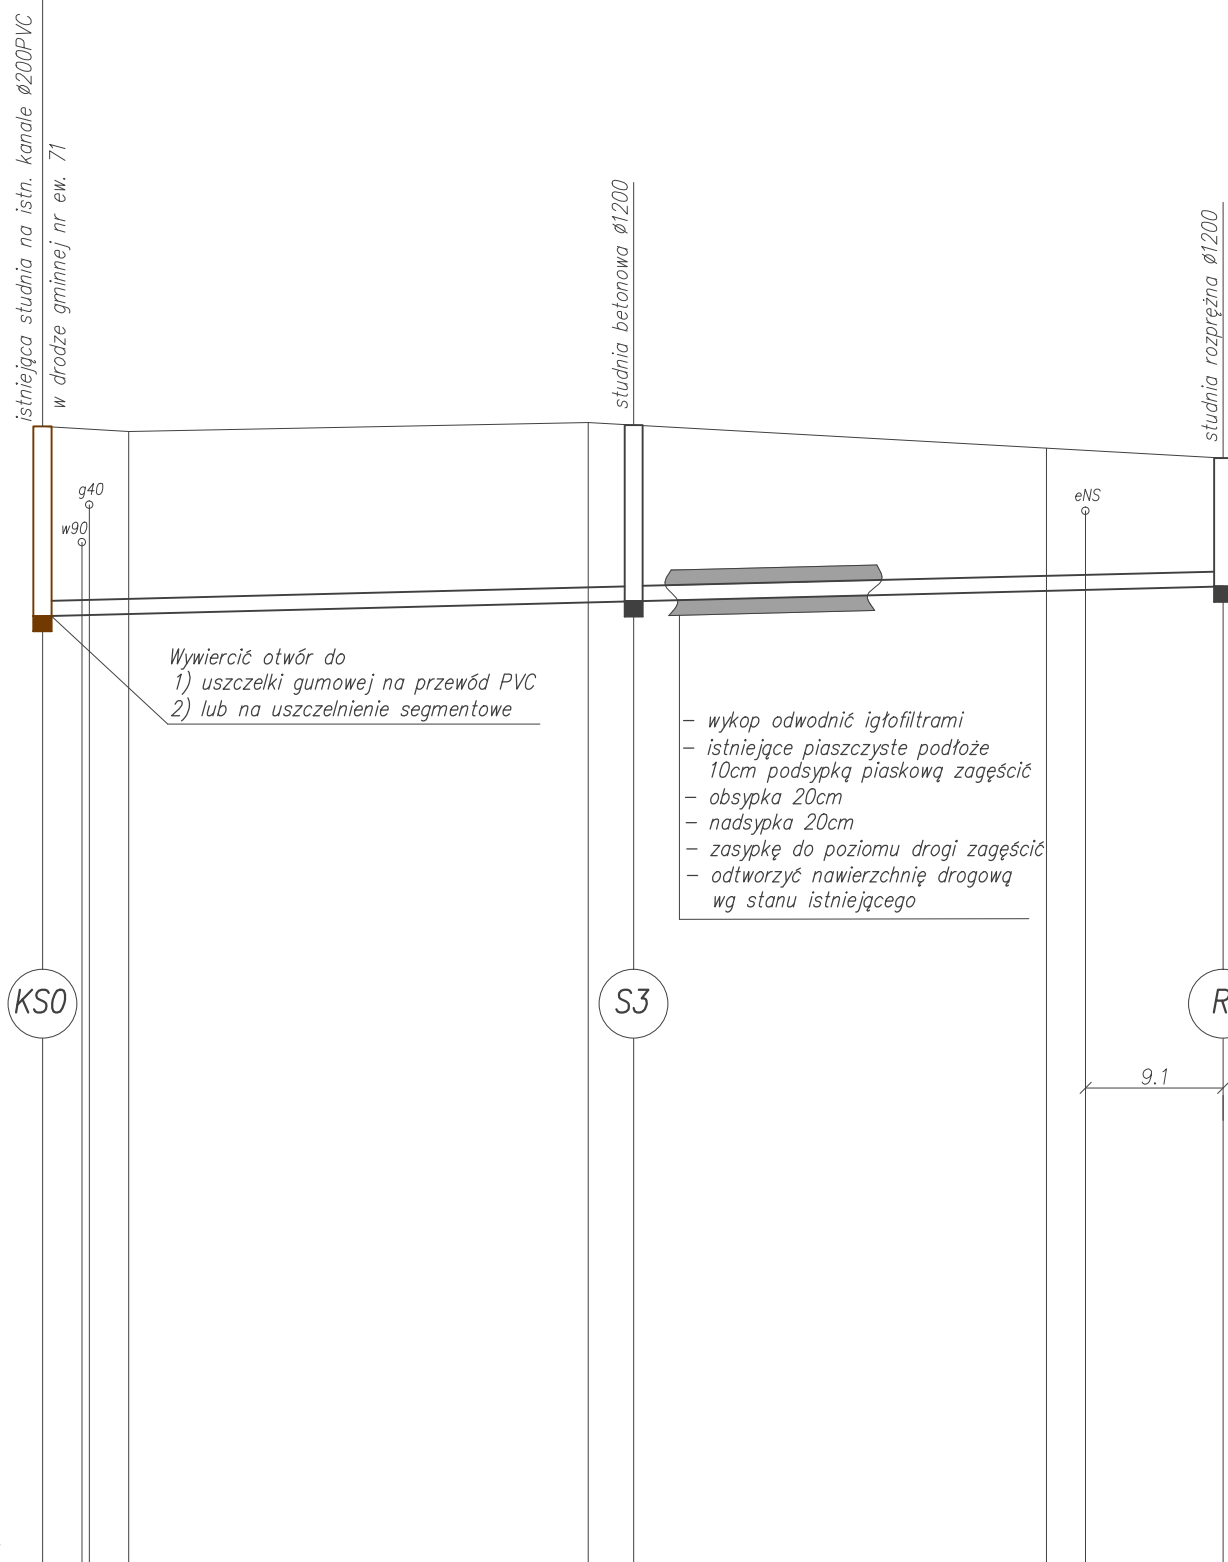 istniejąca studnia na istn. kanale ø200PVC
w drodze gminnej nr ew. 71
studnia betonowa ø1200
studnia rozprężna ø1200
g40
w90
eNS
Wywiercić otwór do
1) uszczelki gumowej na przewód PVC
2) lub na uszczelnienie segmentowe
– wykop odwodnić igłofiltrami
– istniejące piaszczyste podłoże
10cm podsypką piaskową zagęścić
– obsypka 20cm
– nadsypka 20cm
– zasypkę do poziomu drogi zagęścić
– odtworzyć nawierzchnię drogową
wg stanu istniejącego
KS0
S3
R
9.1